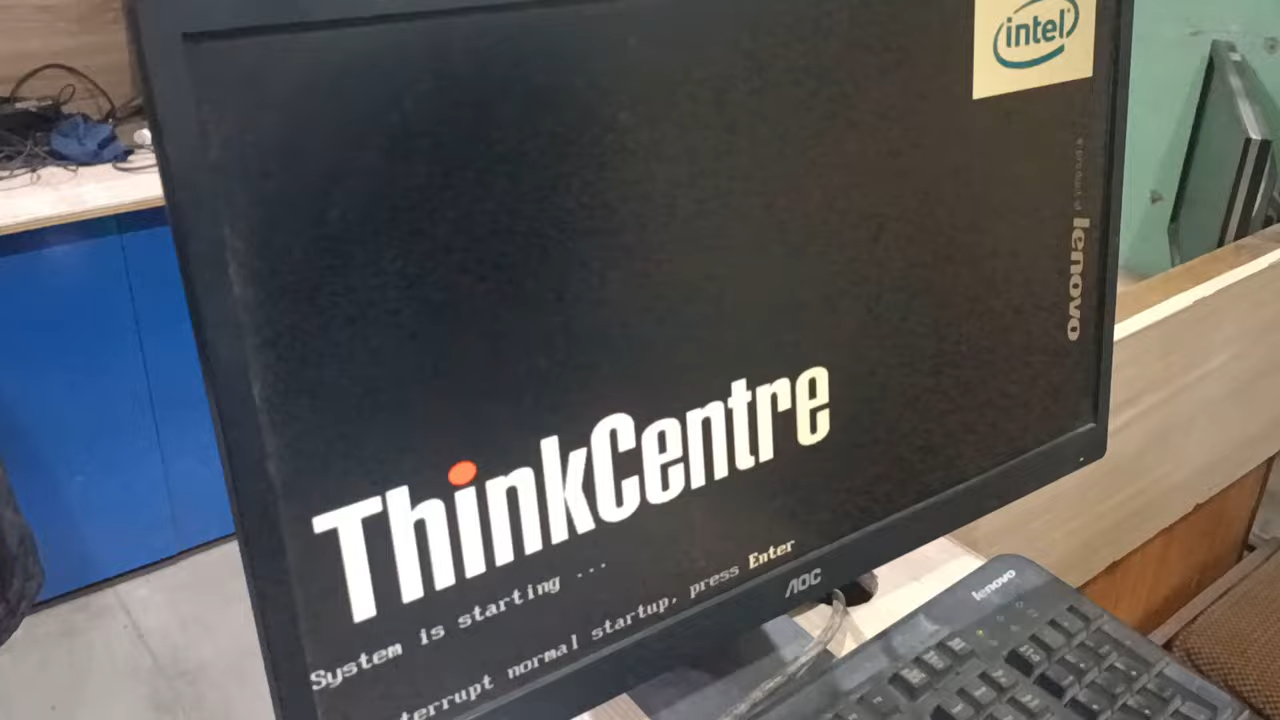 intel
lenovo
ThinkCentre
System is starting ...
terrupt normal startup, press Enter
AOC
lenovo